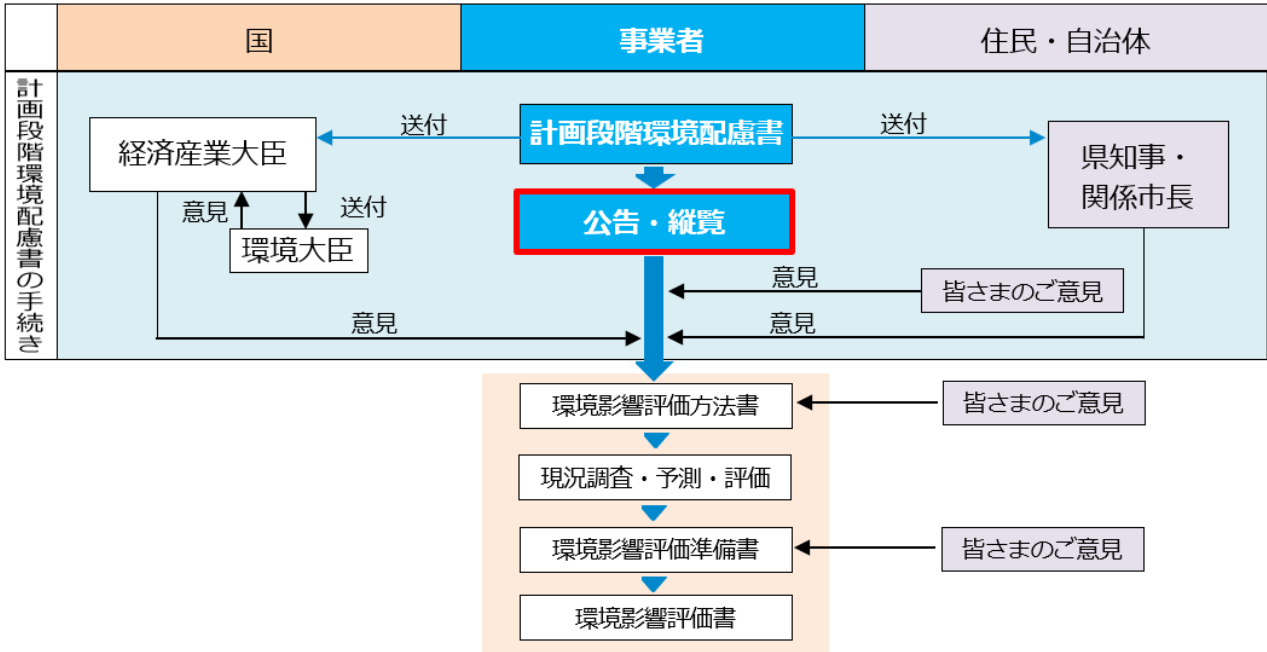 国
事業者
住民・自治体
計画段階環境配慮書の手続き
送付
計画段階環境配慮書
送付
経済産業大臣
県知事・
関係市長
意見
送付
環境大臣
公告・縦覧
意見
皆さまのご意見
意見
意見
環境影響評価方法書
皆さまのご意見
現況調査・予測・評価
環境影響評価準備書
皆さまのご意見
環境影響評価書